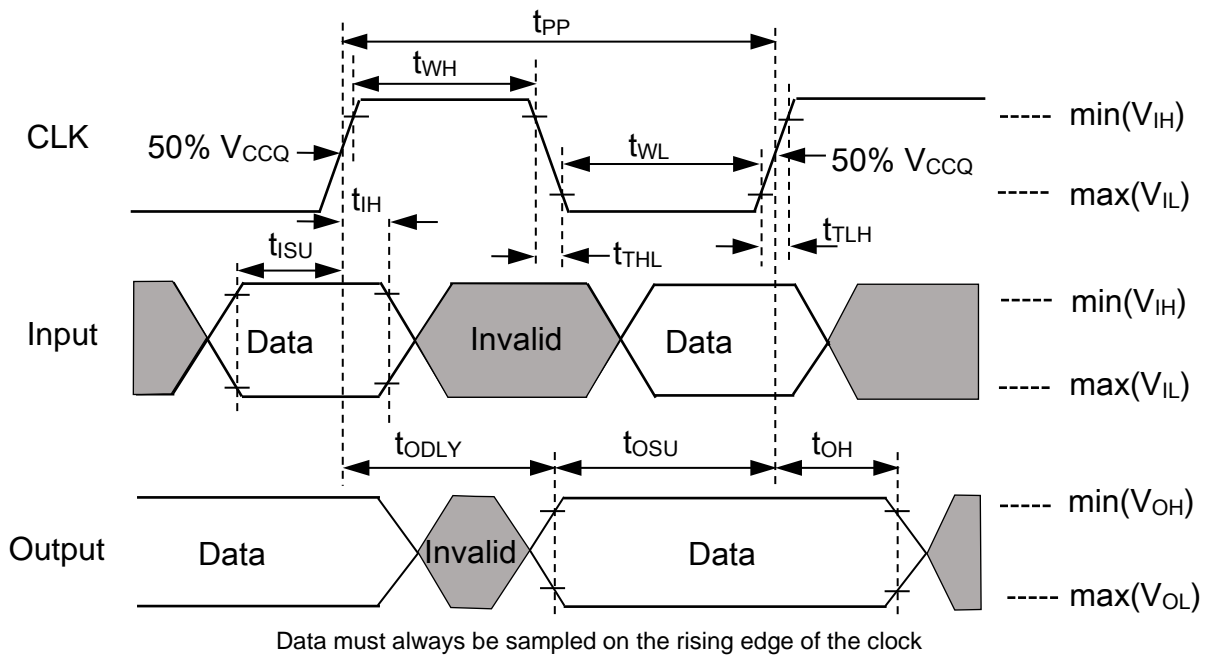 tPP
tWH
CLK
50% VCCQ
tWL
50% VCCQ
min(VIH)
max(VIL)
tIH
tISU
tTHL
tTLH
Input
Data
Invalid
Data
min(VIH)
max(VIL)
tODLY
tOSU
tOH
Output
Data
Invalid
Data
min(VOH)
max(VOL)
Data must always be sampled on the rising edge of the clock